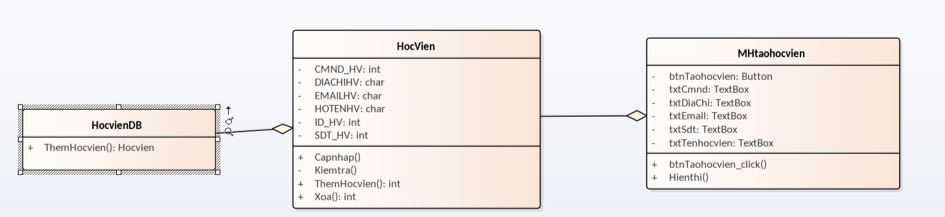 HocvienDB
+ ThemHocvien(): Hocvien
HocVien
- CMND_HV: int
- DIACHIHV: char
- EMAILHV: char
- HOTENHV: char
- ID_HV: int
- SDT_HV: int
+ Capnhap()
- Kiemtra()
+ ThemHocvien(): int
+ Xoa(): int
MHtaohocvien
- btnTaohocvien: Button
- txtCmnd: TextBox
- txtDiaChi: TextBox
- txtEmail: TextBox
- txtSdt: TextBox
- txtTenhocvien: TextBox
+ btnTaohocvien_click()
+ Hienthi()